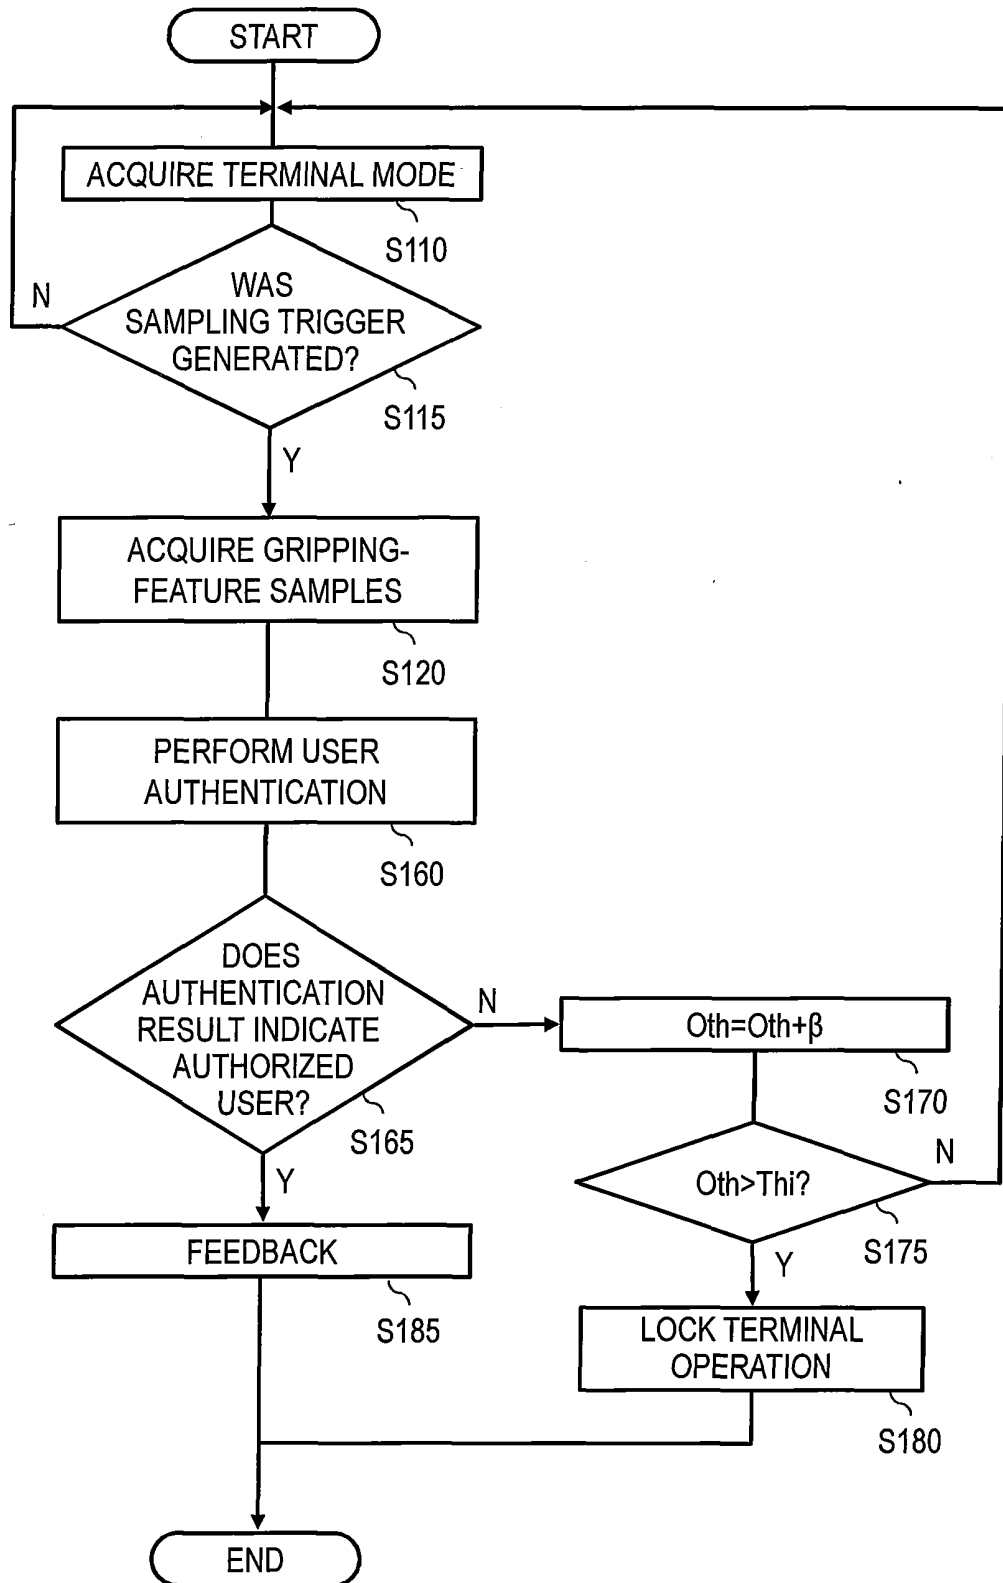 START
ACQUIRE TERMINAL MODE
S110
WAS
SAMPLING TRIGGER
GENERATED?
N
S115
Y
ACQUIRE GRIPPING-
FEATURE SAMPLES
S120
PERFORM USER
AUTHENTICATION
S160
DOES
AUTHENTICATION
RESULT INDICATE
AUTHORIZED
USER?
N
S165
Y
Oth=Oth+β
S170
Oth>Thi?
N
S175
Y
FEEDBACK
S185
LOCK TERMINAL
OPERATION
S180
END